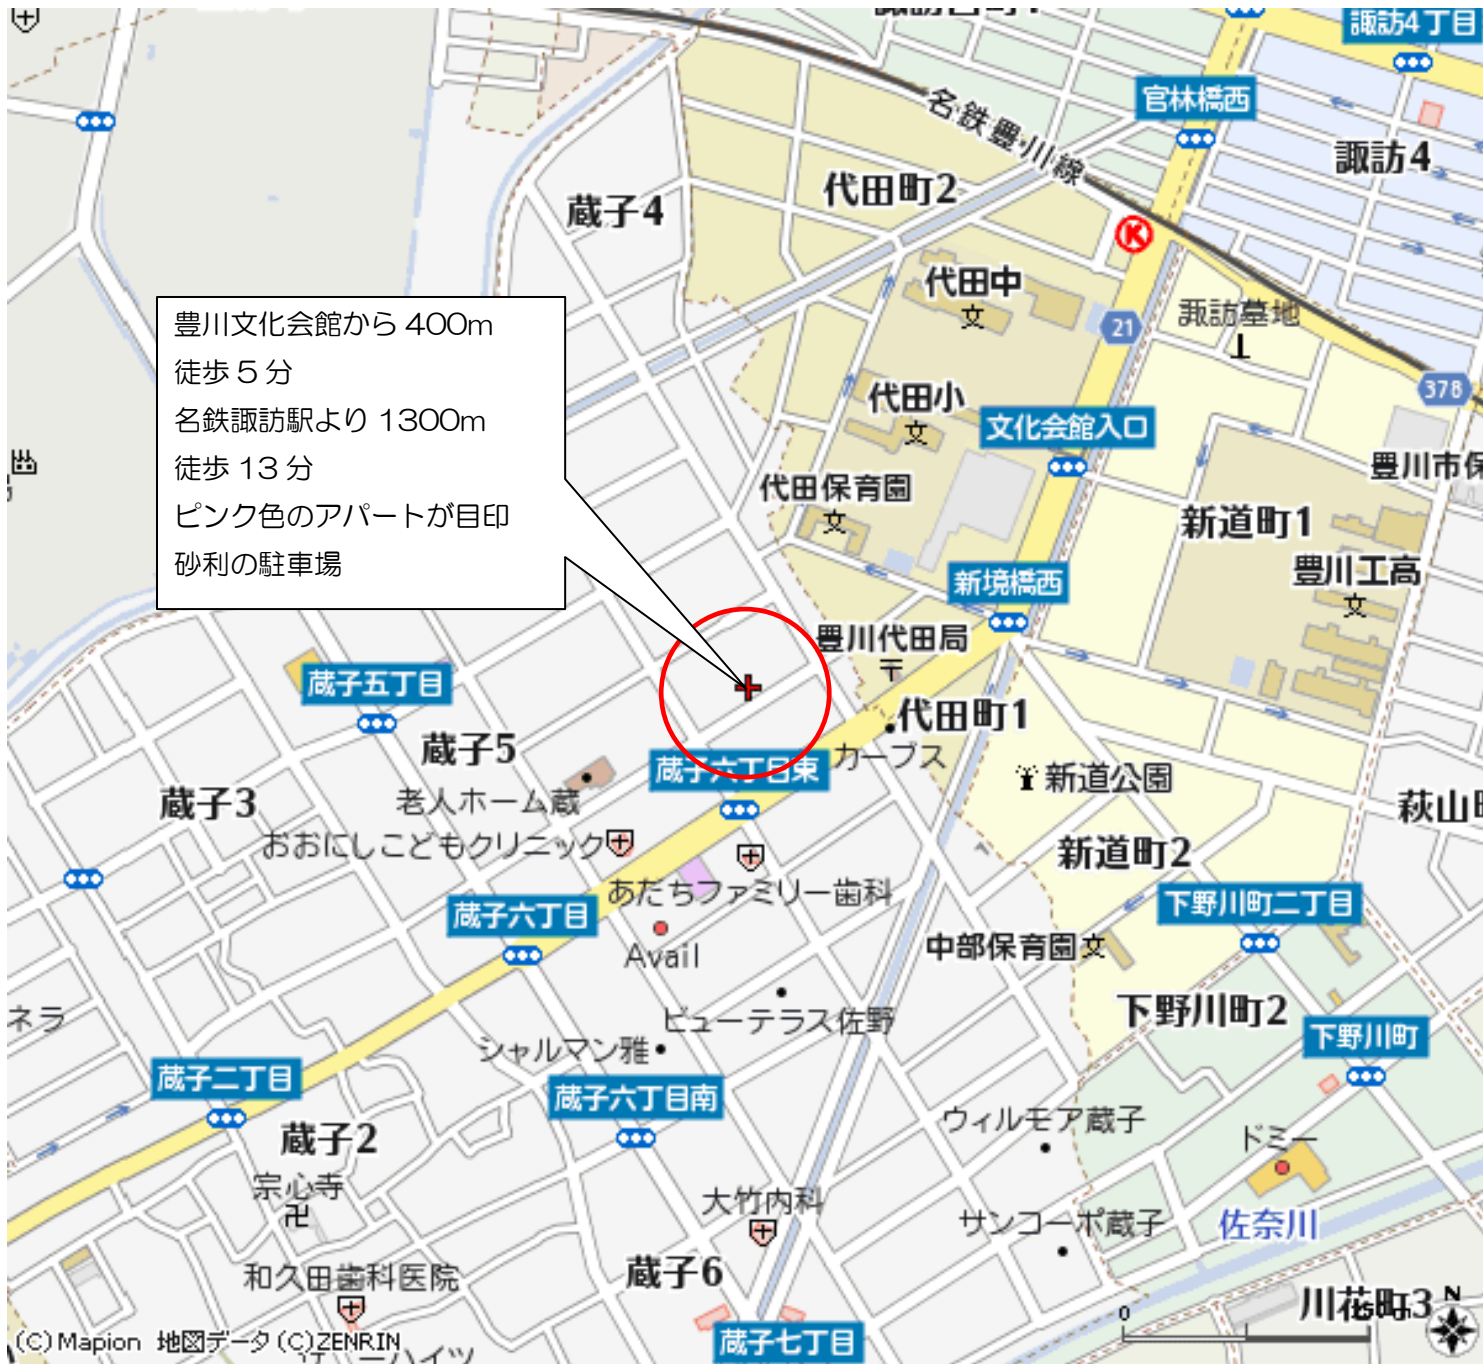 諏訪4丁目
官林橋西
名鉄豊川線
諏訪4
代田町2
蔵子4
代田中
文
21
諏訪墓地
378
豊川文化会館から400m
徒歩5分
名鉄諏訪駅より1300m
徒歩13分
ピンク色のアパートが目印
砂利の駐車場
代田小
文
文化会館入口
豊川市保
代田保育園
文
新道町1
豊川工高
文
新境橋西
豊川代田局
〒
蔵子五丁目
代田町1
蔵子5
カーブス
蔵子六丁目東
新道公園
老人ホーム蔵
蔵子3
萩山町
おおにしこどもクリニック
新道町2
あだちファミリー歯科
蔵子六丁目
下野川町二丁目
Avail
中部保育園
文
下野川町2
ネラ
ビューテラス佐野
シャルマン雅
下野川町
蔵子二丁目
蔵子六丁目南
蔵子2
ウィルモア蔵子
ドミー
宗心寺
卍
大竹内科
サンコーポ蔵子
佐奈川
蔵子6
和久田歯科医院
川花町3
N
0
蔵子七丁目
(C)Mapion 地図データ(C)ZENRIN